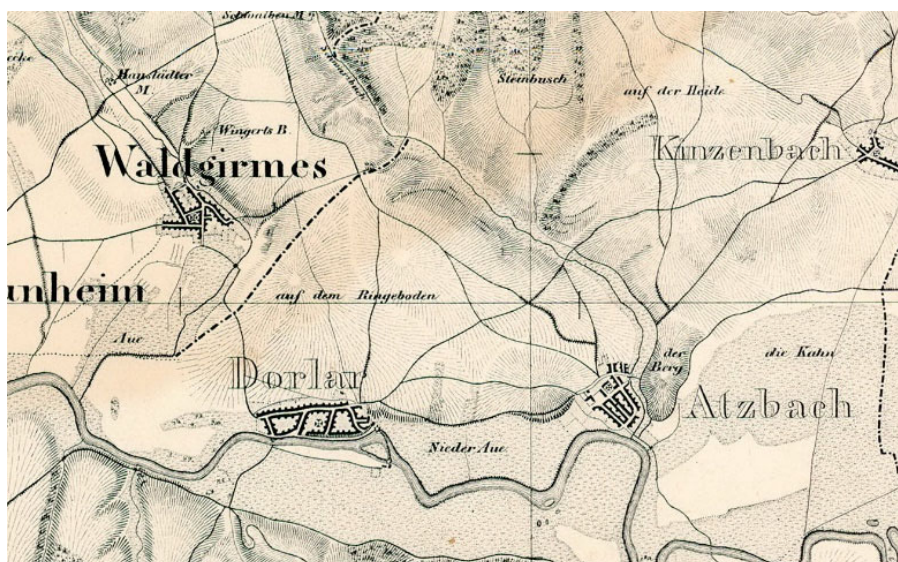 Hanstädter
M.
Wingerts B.
Steinbusch
auf der Heide
Waldgirmes
Kinzenbach
unheim
auf dem Ringeboden
Aue
der
Berg
die Kahn
Dorlar
Atzbach
Nieder Aue